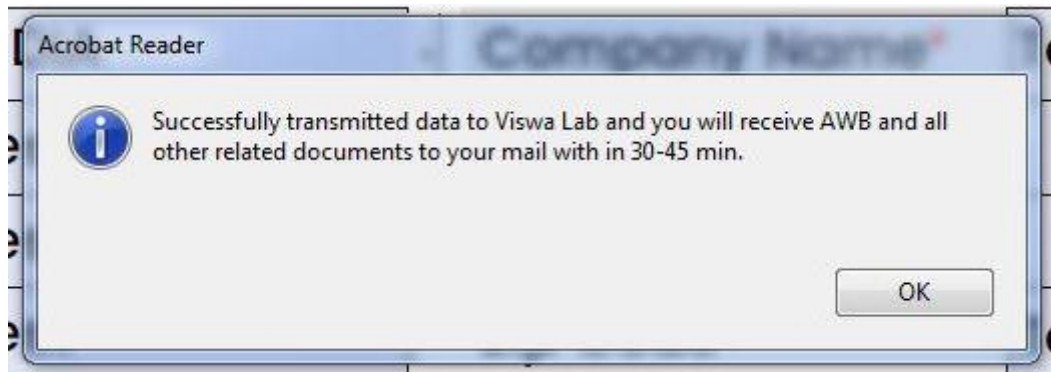 Acrobat Reader
Company Name*
Successfully transmitted data to Viswa Lab and you will receive AWB and all
other related documents to your mail with in 30-45 min.
OK